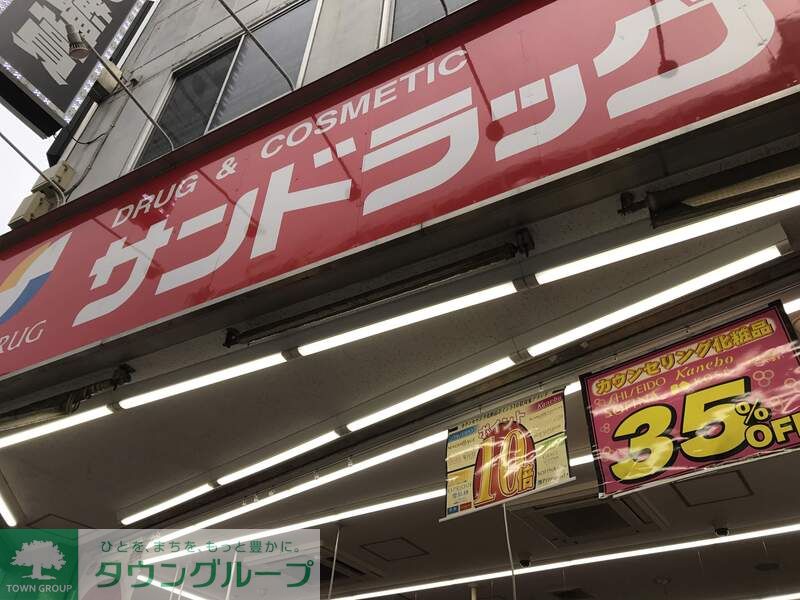 DRUG & COSMETIC
サンドラッグ
RUG
カウンセリング化粧品
SHISEIDO Kanebo
35%OFF
Kanebo
ポイント
10倍
ひとを、まちを、もっと豊かに。
タウングループ
TOWN GROUP